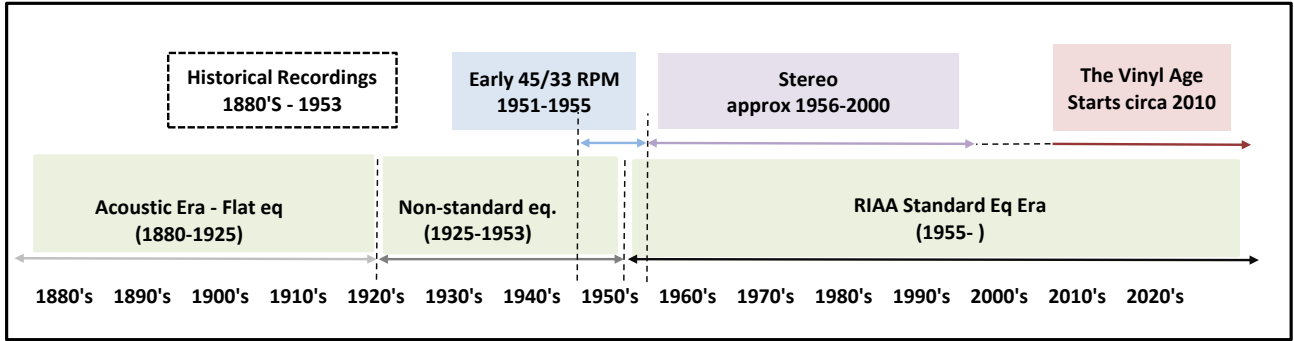 Historical Recordings
1880'S - 1953
Early 45/33 RPM
1951-1955
Stereo
approx 1956-2000
The Vinyl Age
Starts circa 2010
Acoustic Era - Flat eq
(1880-1925)
Non-standard eq.
(1925-1953)
RIAA Standard Eq Era
(1955- )
1880's 1890's 1900's 1910's 1920's 1930's 1940's 1950's 1960's 1970's 1980's 1990's 2000's 2010's 2020's